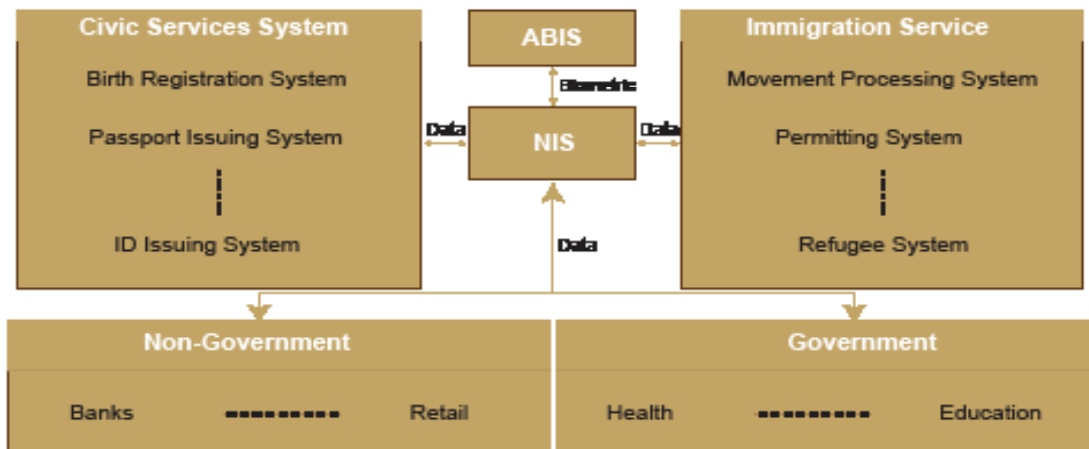 Civic Services System
Birth Registration System
Passport Issuing System
ID Issuing System
ABIS
Biometric
Data
NIS
Data
Data
Immigration Service
Movement Processing System
Permitting System
Refugee System
Non-Government
Banks
Retail
Government
Health
Education